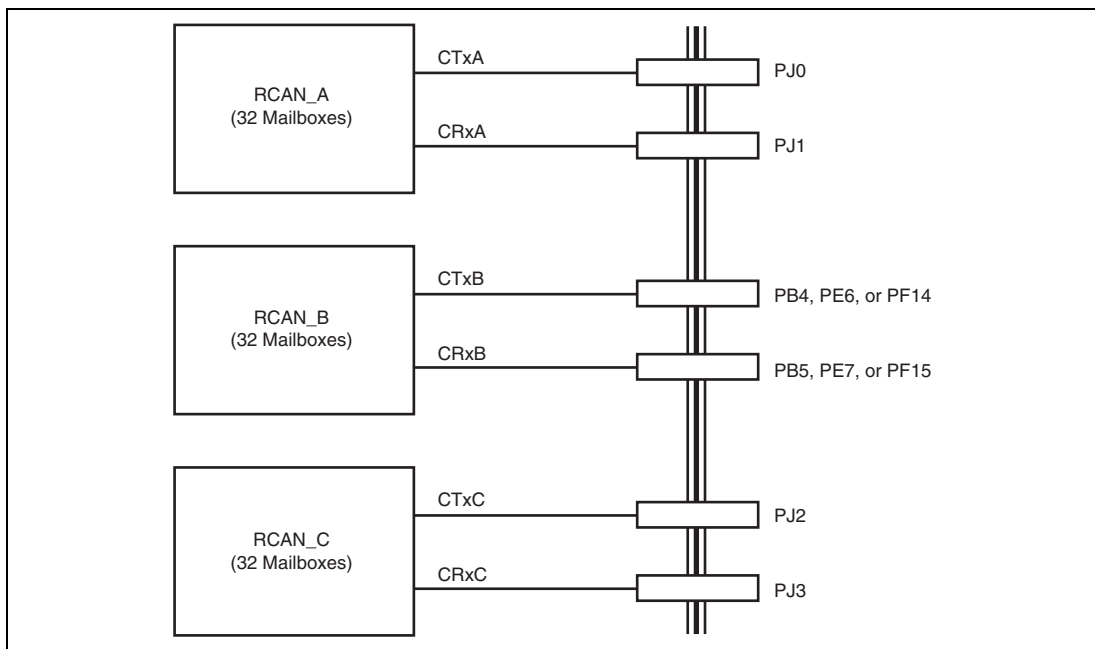 RCAN_A
(32 Mailboxes)
CTxA
PJ0
CRxA
PJ1
RCAN_B
(32 Mailboxes)
CTxB
PB4, PE6, or PF14
CRxB
PB5, PE7, or PF15
RCAN_C
(32 Mailboxes)
CTxC
PJ2
CRxC
PJ3